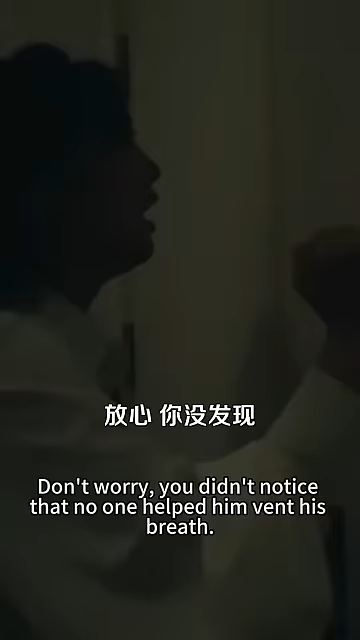 放心 你没发现
Don't worry, you didn't notice
that no one helped him vent his
breath.